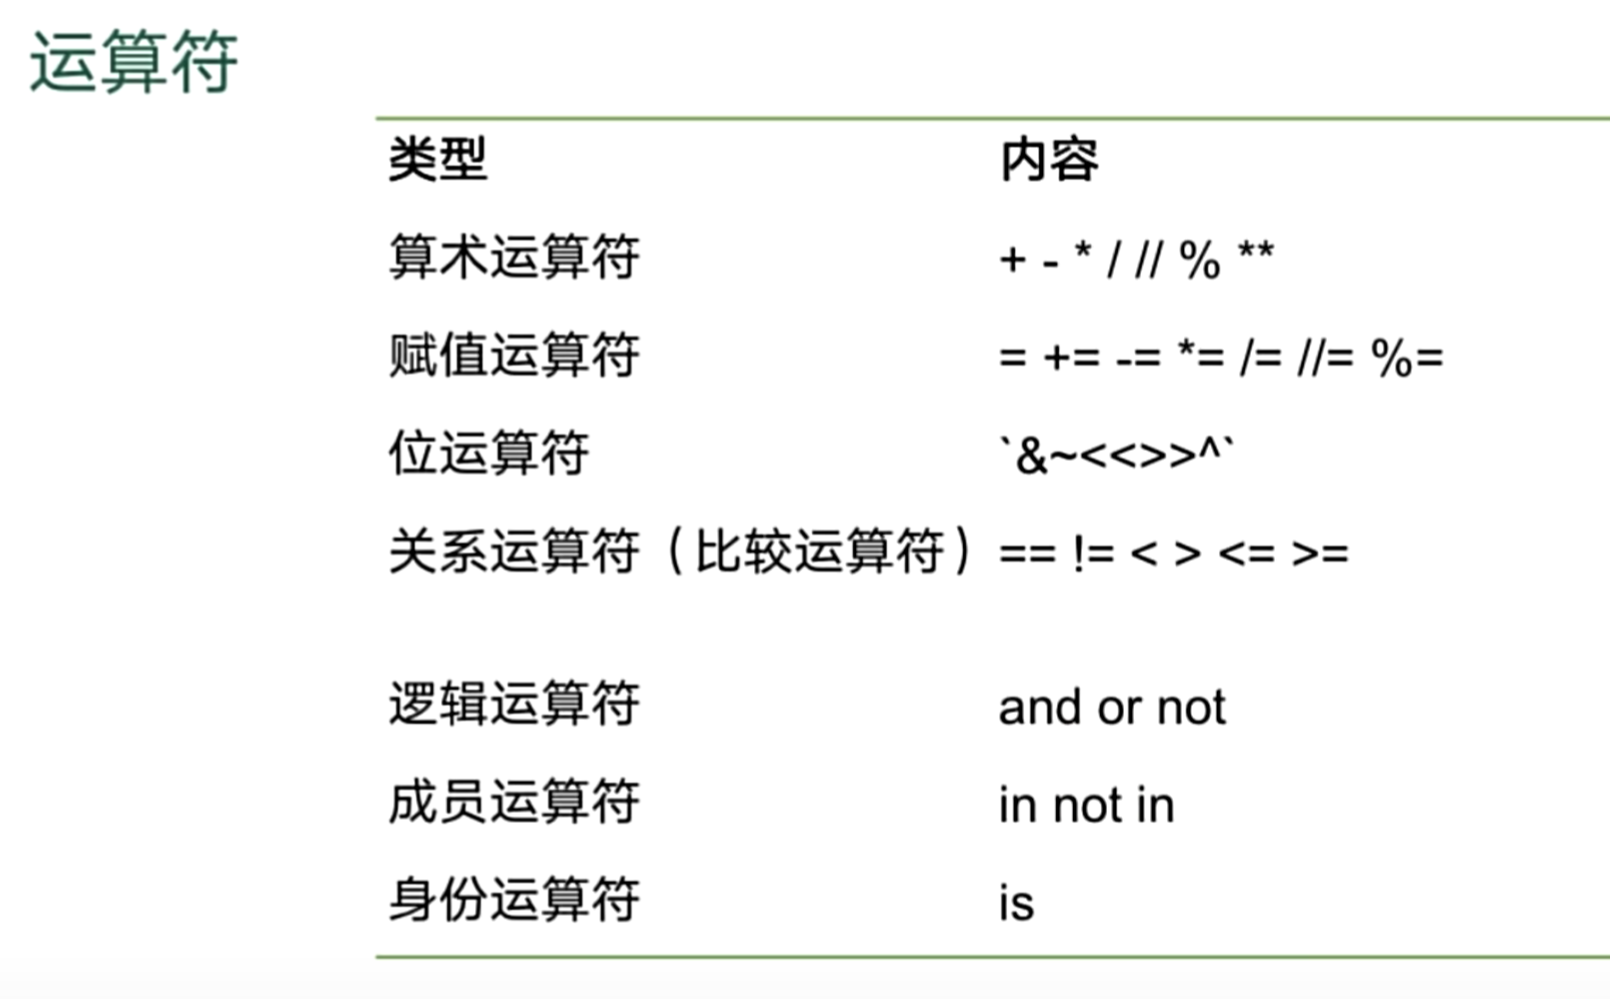 运算符
类型 内容
算术运算符 + - * / // % **
赋值运算符 = += -= *= /= //= %=
位运算符 `&~<<>>^`
关系运算符（比较运算符） == != < > <= >=
逻辑运算符 and or not
成员运算符 in not in
身份运算符 is